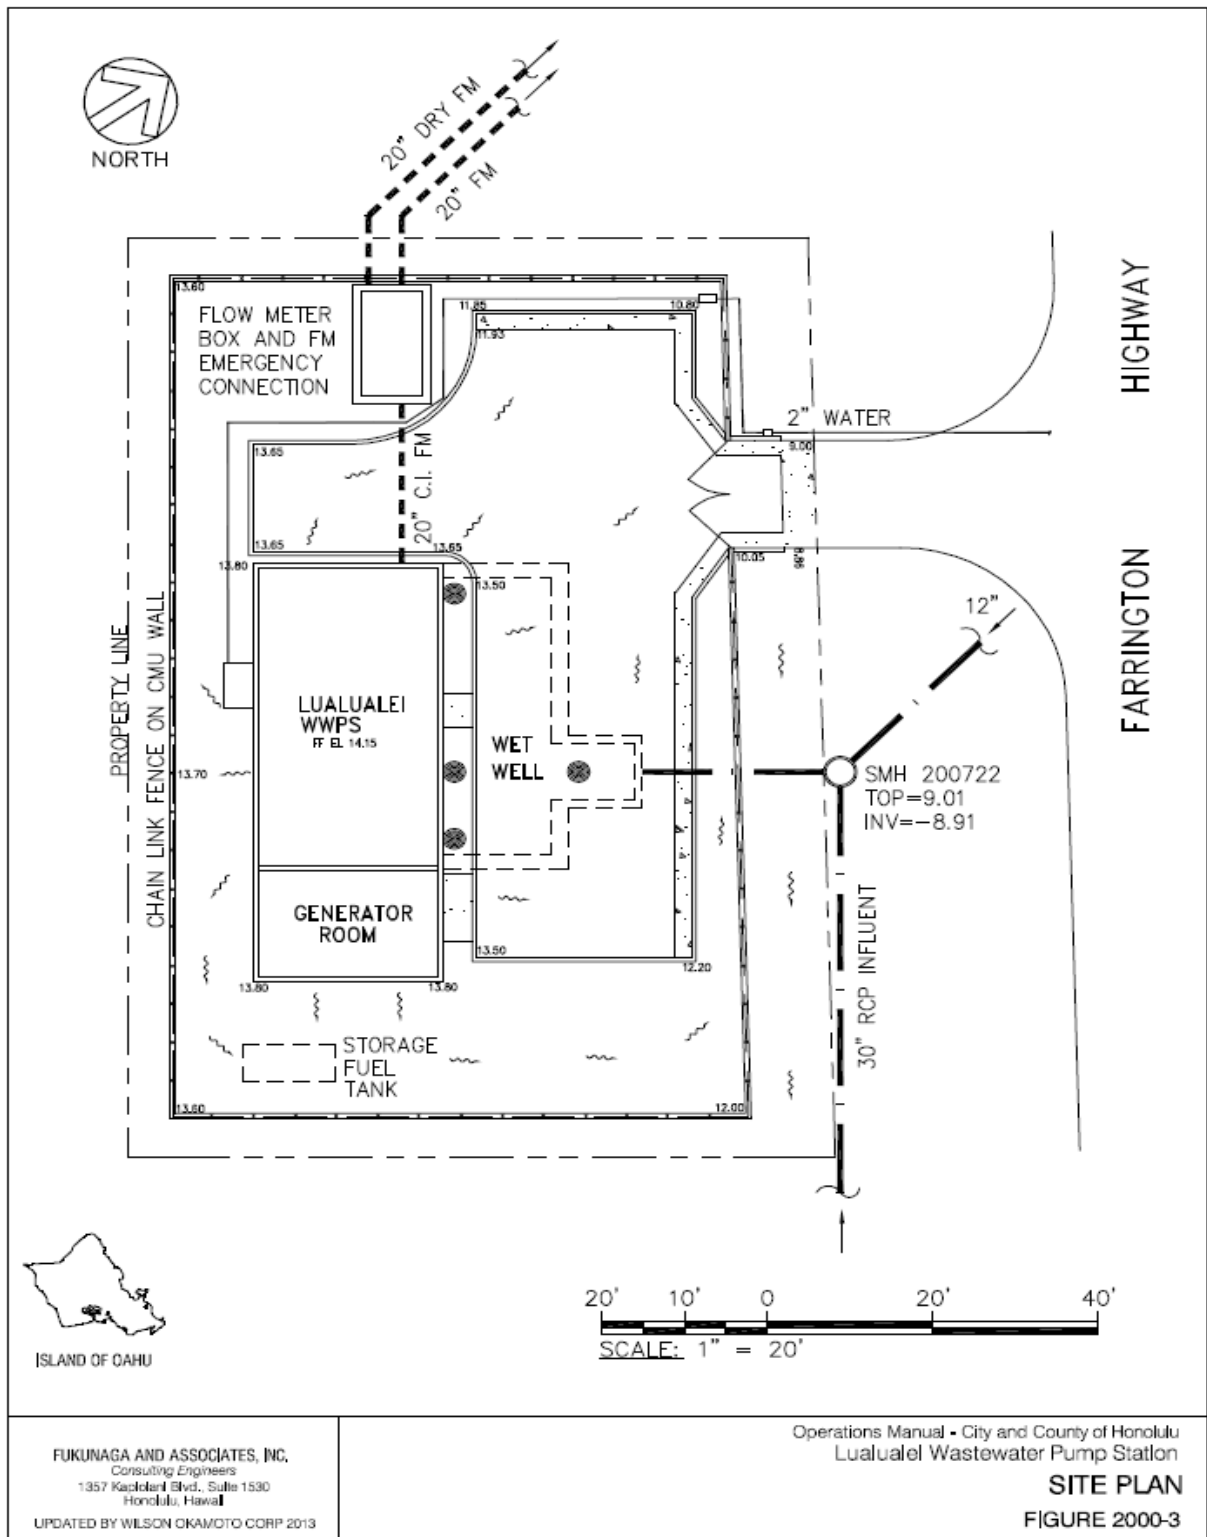 NORTH
20" DRY FM
20" FM
13.60
FLOW METER
BOX AND FM
EMERGENCY
CONNECTION
11.85
10.80
11.93
HIGHWAY
2" WATER
9.00
13.65
20" C.I. FM
13.65
13.65
13.80
13.50
10.05
8.86
12"
FARRINGTON
PROPERTY LINE
CHAIN LINK FENCE ON CMU WALL
LUALUALEI
WWPS
FF EL 14.15
WET
WELL
13.70
SMH 200722
TOP=9.01
INV=-8.91
GENERATOR
ROOM
13.50
12.20
13.80
13.80
30" RCP INFLUENT
STORAGE
FUEL
TANK
13.60
12.00
ISLAND OF OAHU
20' 10' 0 20' 40'
SCALE: 1" = 20'
FUKUNAGA AND ASSOCIATES, INC.
Consulting Engineers
1357 Kapiolani Blvd., Suite 1530
Honolulu, Hawaii
UPDATED BY WILSON OKAMOTO CORP 2013
Operations Manual - City and County of Honolulu
Lualualei Wastewater Pump Station
SITE PLAN
FIGURE 2000-3